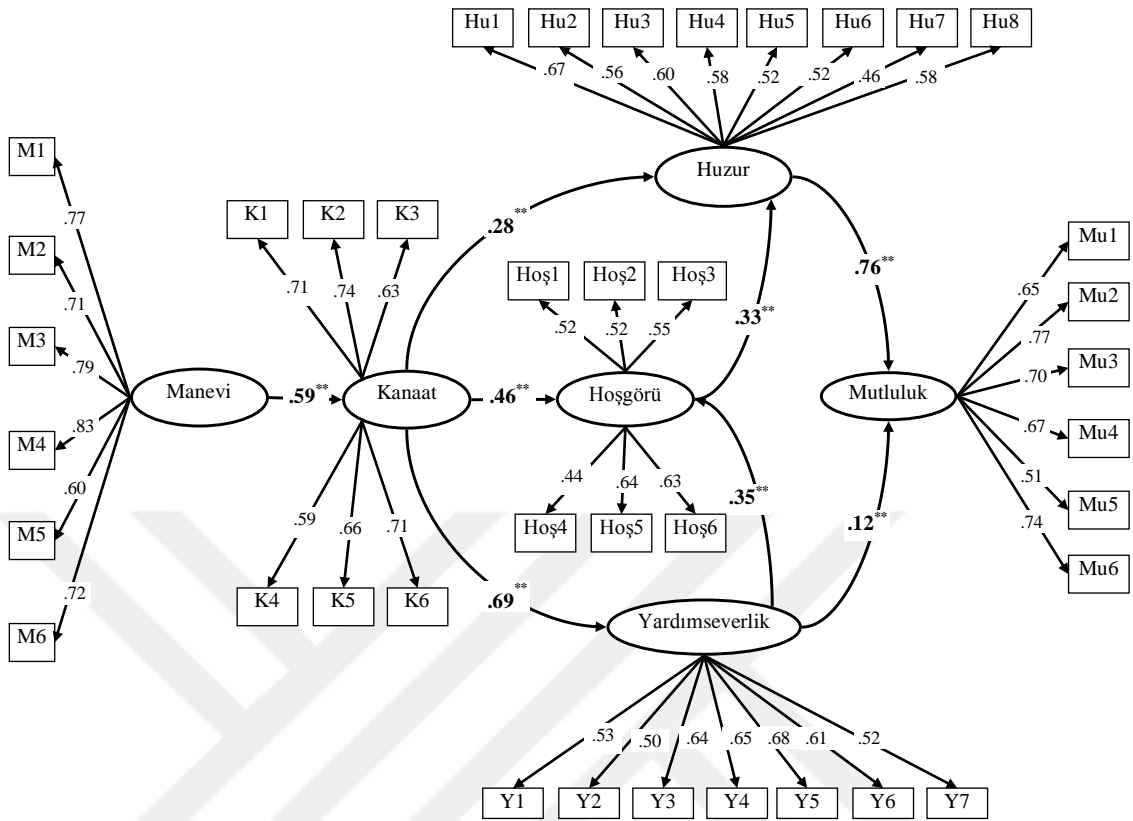 Hu1 Hu2 Hu3 Hu4 Hu5 Hu6 Hu7 Hu8
.67 .56 .60 .58 .52 .52 .46 .58
Huzur
M1
M2
M3
M4
M5
M6
.77
.71
.79
.83
.60
.72
Manevi
.59**
K1 K2 K3
.71 .74 .63
Kanaat
.59 .66 .71
K4 K5 K6
.28**
.46**
.69**
Hoş1 Hoş2 Hoş3
.52 .52 .55
Hoşgörü
.44 .64 .63
Hoş4 Hoş5 Hoş6
.33**
.35**
.76**
.12**
Mutluluk
.65
.77
.70
.67
.51
.74
Mu1
Mu2
Mu3
Mu4
Mu5
Mu6
Yardımseverlik
.53 .50 .64 .65 .68 .61 .52
Y1 Y2 Y3 Y4 Y5 Y6 Y7